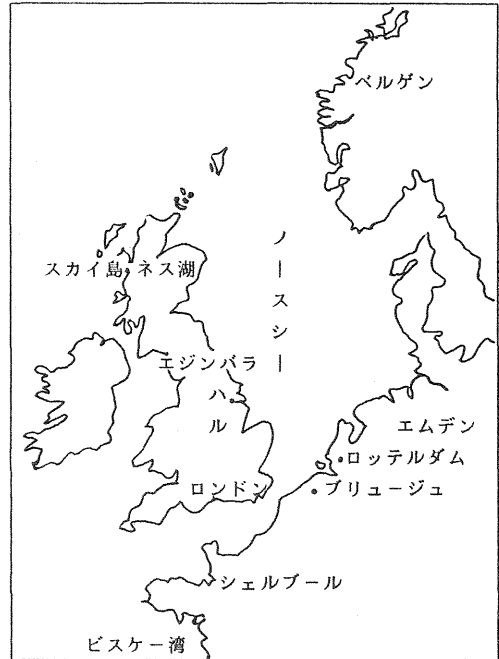 ベルゲン
ノースシー
スカイ島
ネス湖
エジンバラ
ハル
エムデン
ロッテルダム
ロンドン
ブリュージュ
シェルブール
ビスケー湾